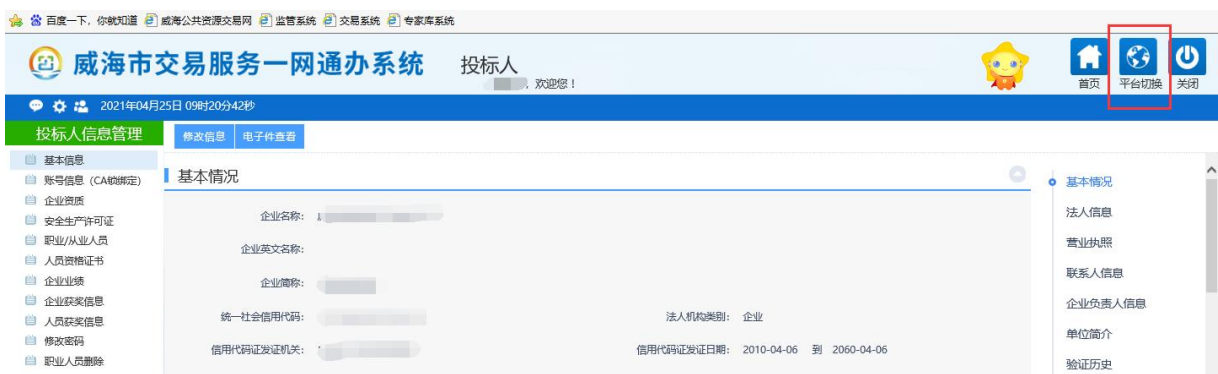 百度一下，你就知道 威海公共资源交易网 监管系统 交易系统 专家库系统
威海市交易服务一网通办系统 投标人
，欢迎您！
首页 平台切换 关闭
2021年04月25日 09时20分42秒
投标人信息管理
修改信息 电子件查看
基本信息
账号信息（CA锁绑定）
企业资质
安全生产许可证
职业/从业人员
人员资格证书
企业业绩
企业获奖信息
人员获奖信息
修改密码
职业人员删除
基本情况
企业名称：
企业英文名称：
企业简称：
统一社会信用代码： 法人机构类别： 企业
信用代码证发证机关： 信用代码证发证日期： 2010-04-06 到 2060-04-06
基本情况
法人信息
营业执照
联系人信息
企业负责人信息
单位简介
验证历史